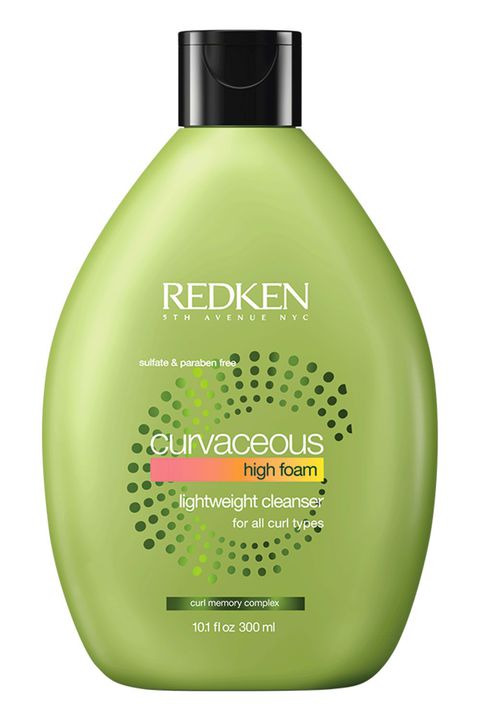 REDKEN
5TH AVENUE NYC
sulfate & paraben free
curvaceous
high foam
lightweight cleanser
for all curl types
curl memory complex
10.1 fl oz 300 ml